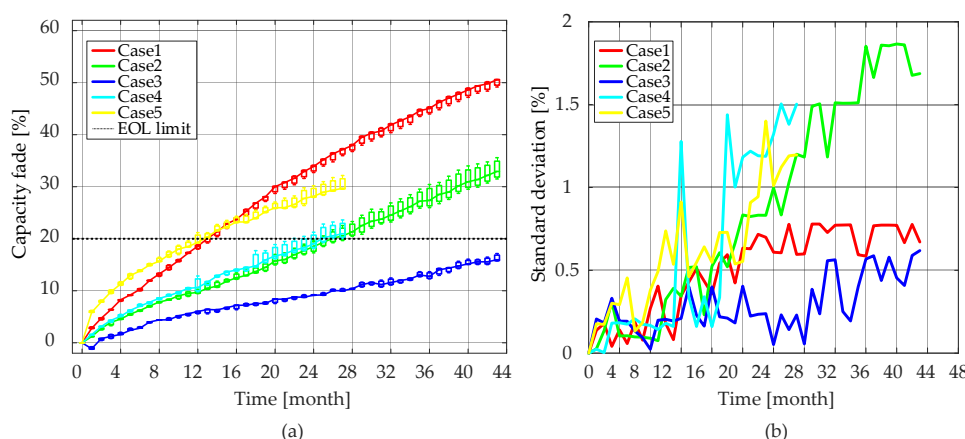 60
50
40
30
20
10
0
Capacity fade [%]
Case1
Case2
Case3
Case4
Case5
EOL limit
0 4 8 12 16 20 24 28 32 36 40 44
Time [month]
(a)
2
1.5
1
0.5
0
Standard deviation [%]
Case1
Case2
Case3
Case4
Case5
0 4 8 12 16 20 24 28 32 36 40 44 48
Time [month]
(b)